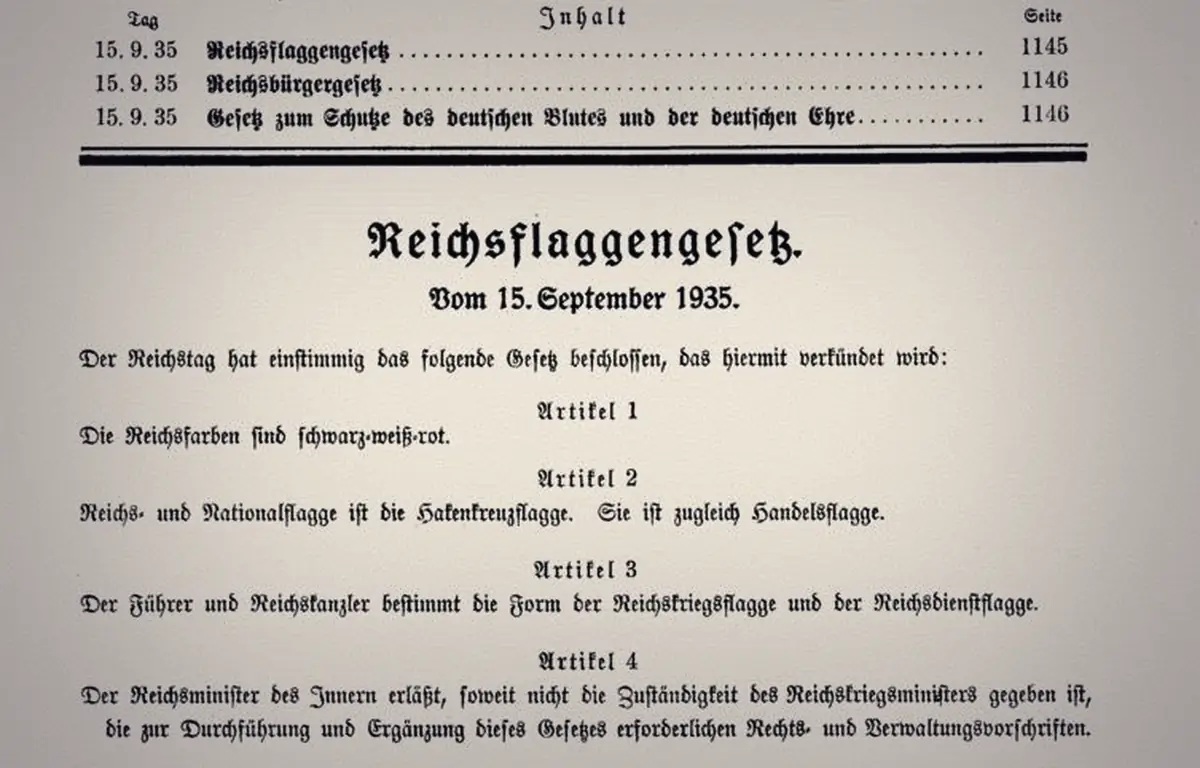 Tag Inhalt Seite
15. 9. 35 Reichsflaggengesetz 1145
15. 9. 35 Reichsbürgergesetz 1146
15. 9. 35 Gesetz zum Schutze des deutschen Blutes und der deutschen Ehre 1146
Reichsflaggengesetz.
Vom 15. September 1935.
Der Reichstag hat einstimmig das folgende Gesetz beschlossen, das hiermit verkündet wird:
Artikel 1
Die Reichsfarben sind schwarz-weiß-rot.
Artikel 2
Reichs- und Nationalflagge ist die Hakenkreuzflagge. Sie ist zugleich Handelsflagge.
Artikel 3
Der Führer und Reichskanzler bestimmt die Form der Reichskriegsflagge und der Reichsdienstflagge.
Artikel 4
Der Reichsminister des Innern erläßt, soweit nicht die Zuständigkeit des Reichskriegsministers gegeben ist,
die zur Durchführung und Ergänzung dieses Gesetzes erforderlichen Rechts- und Verwaltungsvorschriften.